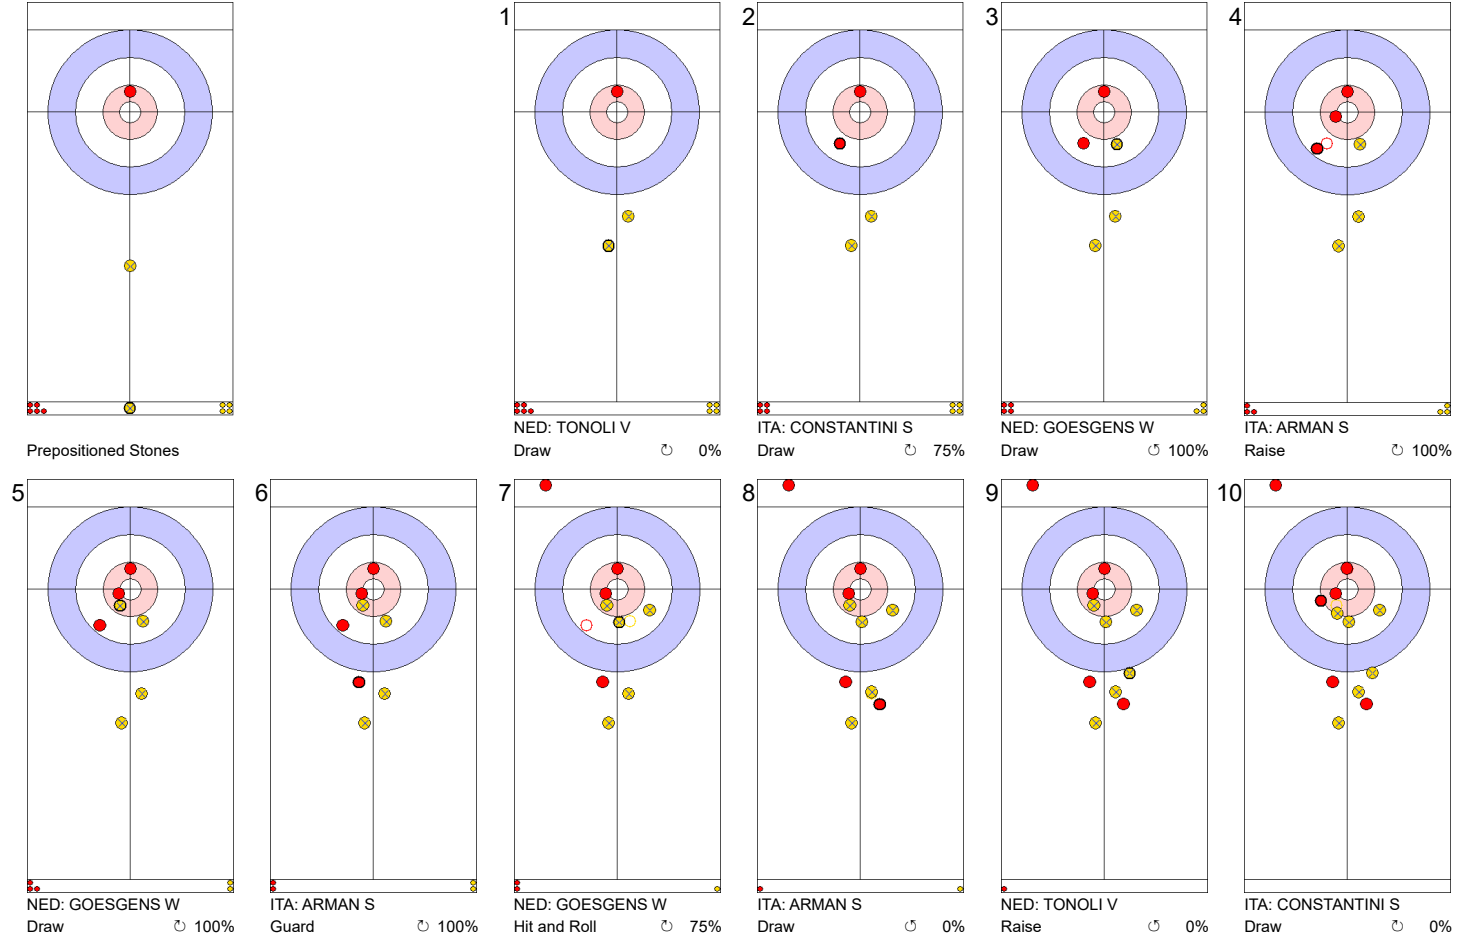 1
2
3
4
Prepositioned Stones
NED: TONOLI V
Draw ↻ 0%
ITA: CONSTANTINI S
Draw ↻ 75%
NED: GOESGENS W
Draw ↺ 100%
ITA: ARMAN S
Raise ↻ 100%
5
6
7
8
9
10
NED: GOESGENS W
Draw ↻ 100%
ITA: ARMAN S
Guard ↻ 100%
NED: GOESGENS W
Hit and Roll ↻ 75%
ITA: ARMAN S
Draw ↺ 0%
NED: TONOLI V
Raise ↺ 0%
ITA: CONSTANTINI S
Draw ↻ 0%